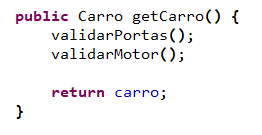 public Carro getCarro() {
    validarPortas();
    validarMotor();

    return carro;
}